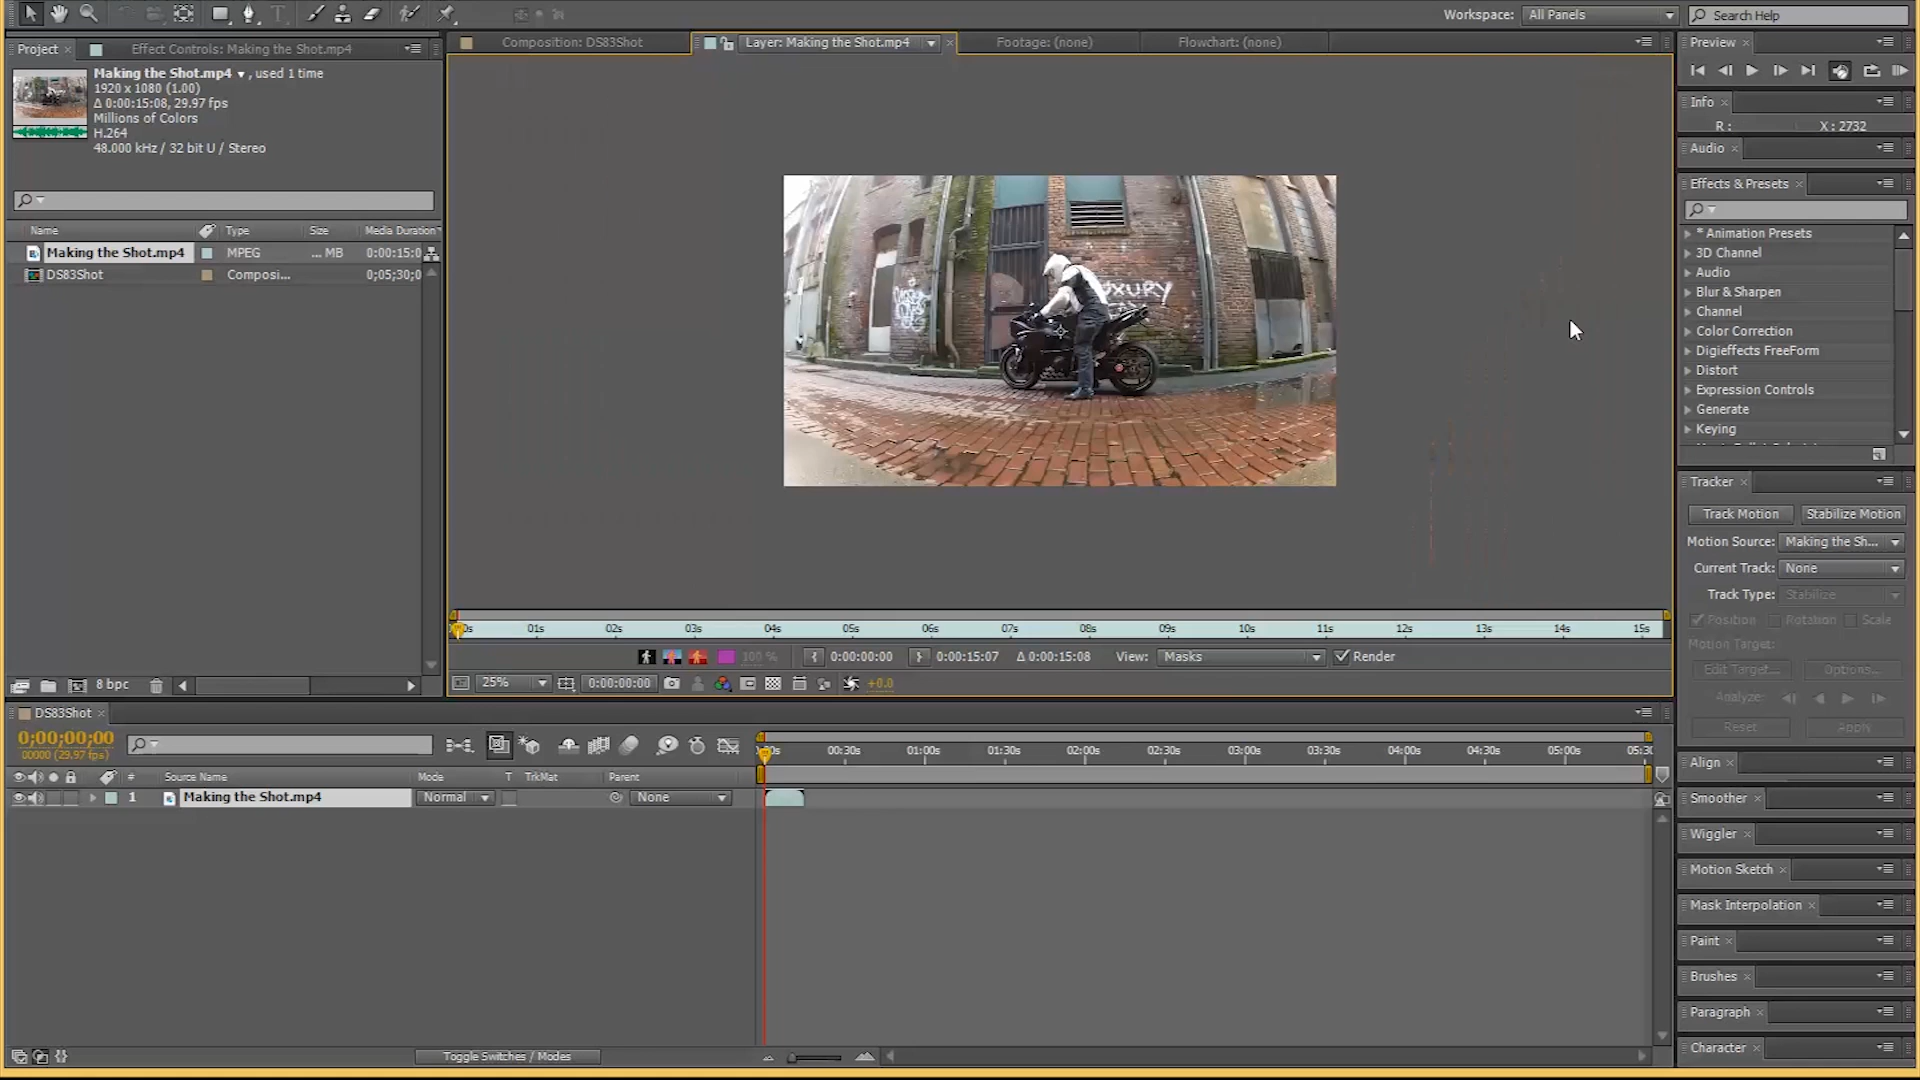 Workspace: All Panels Search Help
Project × Effect Controls: Making the Shot.mp4 Composition: DS83Shot Layer: Making the Shot.mp4 × Footage: (none) Flowchart: (none) Preview ×
Making the Shot.mp4 ▼ , used 1 time
1920 x 1080 (1.00)
Δ 0:00:15:08, 29.97 fps
Millions of Colors
H.264
48.000 kHz / 32 bit U / Stereo
Info ×
R : X : 2732
Audio ×
Effects & Presets ×
Name Type Size Media Duration
Making the Shot.mp4 MPEG ... MB 0:00:15:0
DS83Shot Composi... 0;05;30;0
* Animation Presets
3D Channel
Audio
Blur & Sharpen
Channel
Color Correction
Digieffects FreeForm
Distort
Expression Controls
Generate
Keying
UXURY
Tracker ×
Track Motion Stabilize Motion
Motion Source: Making the Sh...
Current Track: None
Track Type: Stabilize
Position Rotation Scale
Motion Target:
Edit Target... Options...
Analyze:
Reset Apply
01s 02s 03s 04s 05s 06s 07s 08s 09s 10s 11s 12s 13s 14s 15s
100 % 0:00:00:00 0:00:15:07 Δ 0:00:15:08 View: Masks Render
25% 0:00:00:00 +0.0
8 bpc
DS83Shot ×
0;00;00;00
00000 (29.97 fps)
00:30s 01:00s 01:30s 02:00s 02:30s 03:00s 03:30s 04:00s 04:30s 05:00s 05:30
# Source Name Mode T TrkMat Parent
1 Making the Shot.mp4 Normal None
Toggle Switches / Modes
Align ×
Smoother ×
Wiggler ×
Motion Sketch ×
Mask Interpolation ×
Paint ×
Brushes ×
Paragraph ×
Character ×